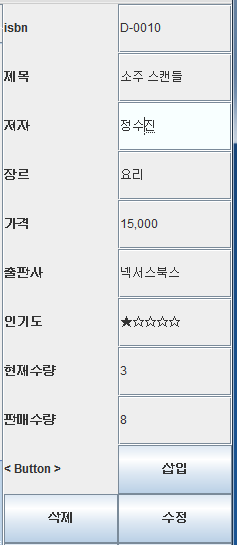 isbn D-0010
제목 소주 스캔들
저자 정수진
장르 요리
가격 15,000
출판사 넥서스북스
인기도 ★☆☆☆☆
현재수량 3
판매수량 8
< Button > 삽입
삭제 수정